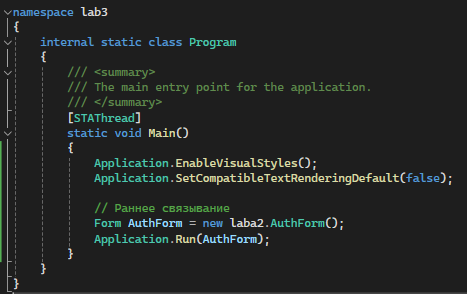 namespace lab3
{
internal static class Program
{
/// <summary>
/// The main entry point for the application.
/// </summary>
[STAThread]
static void Main()
{
Application.EnableVisualStyles();
Application.SetCompatibleTextRenderingDefault(false);
// Раннее связывание
Form AuthForm = new laba2.AuthForm();
Application.Run(AuthForm);
}
}
}